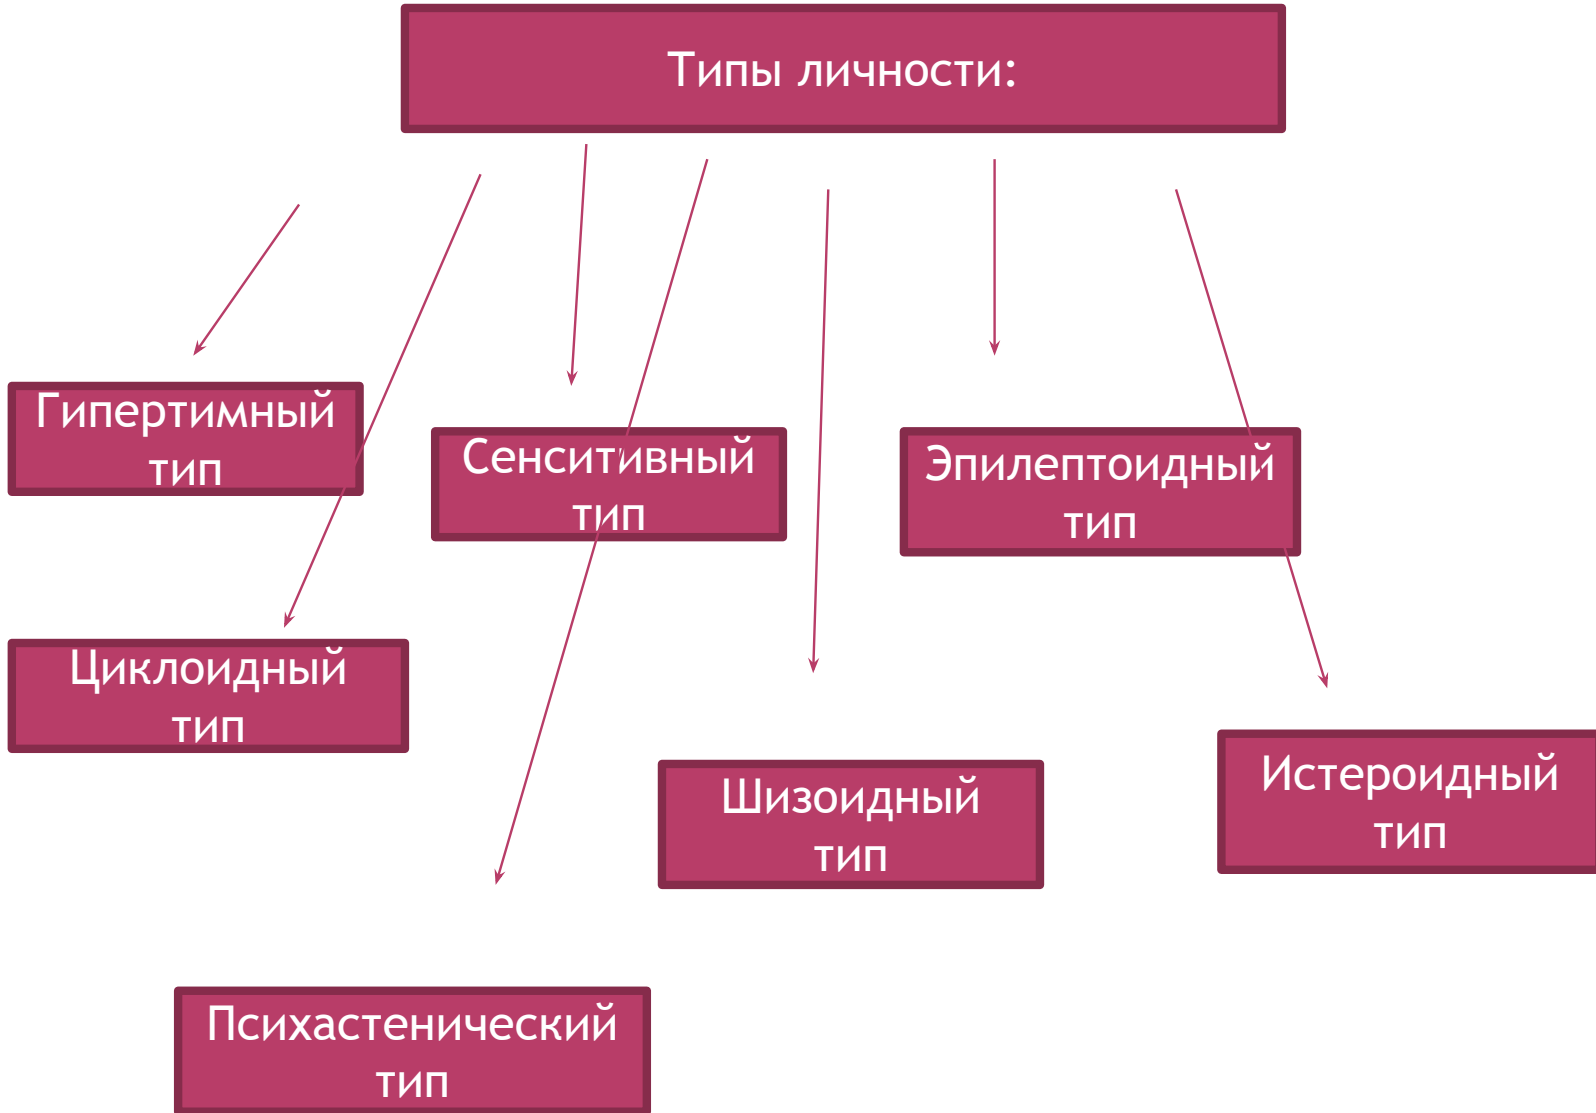 Типы личности:
Гипертимный
тип
Сенситивный
тип
Эпилептоидный
тип
Циклоидный
тип
Шизоидный
тип
Истероидный
тип
Психастенический
тип